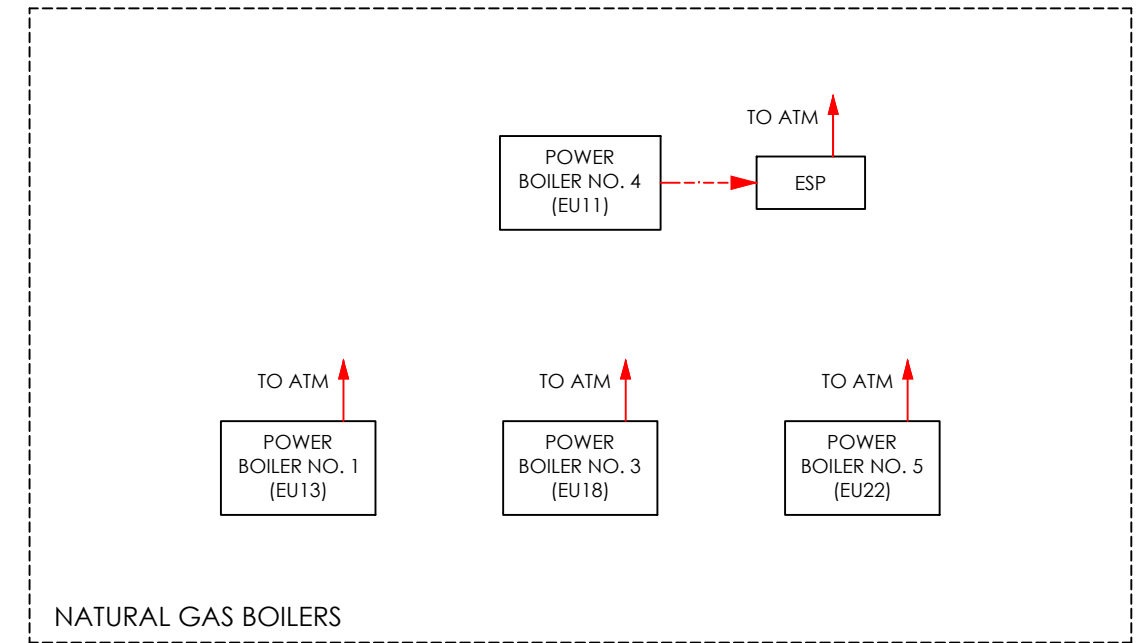 TO ATM
POWER
BOILER NO. 4
(EU11)
ESP
TO ATM
POWER
BOILER NO. 1
(EU13)
TO ATM
POWER
BOILER NO. 3
(EU18)
TO ATM
POWER
BOILER NO. 5
(EU22)
NATURAL GAS BOILERS